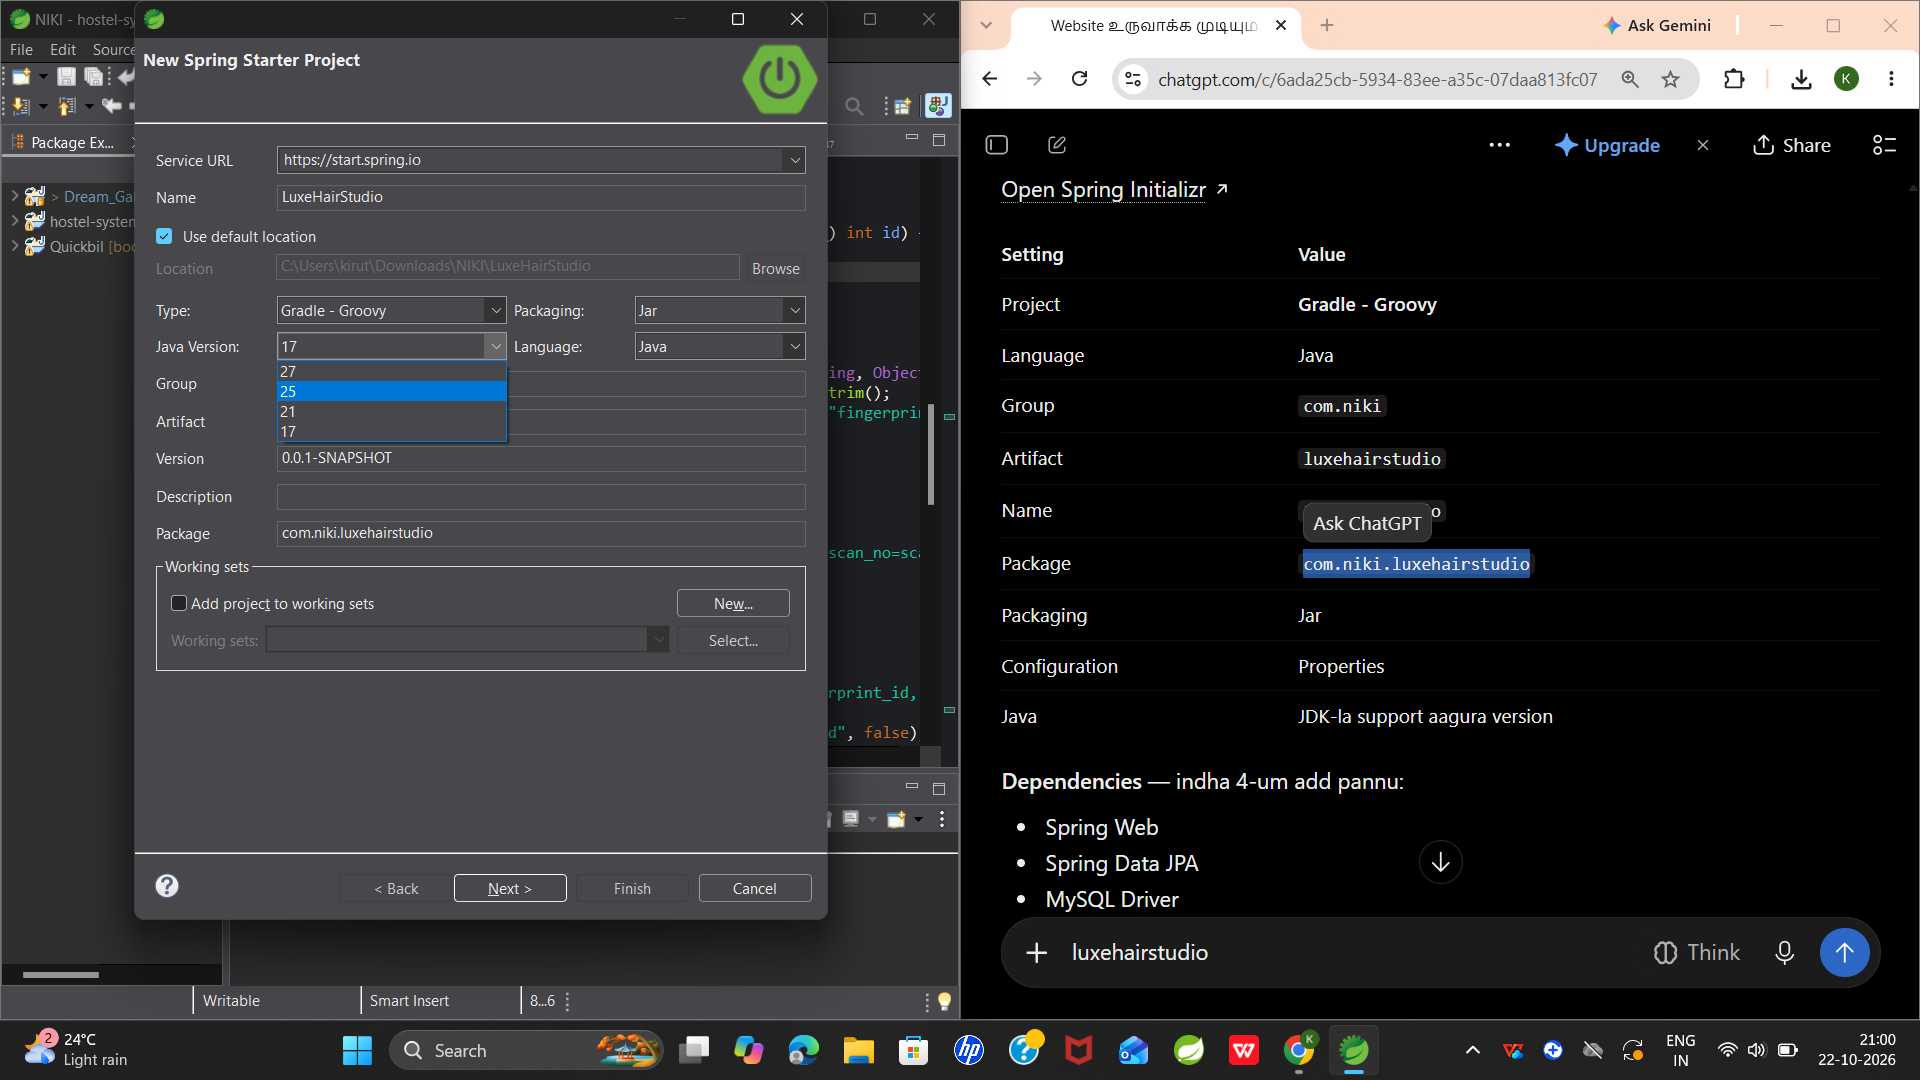 NIKI - hostel-sy
File Edit Source
Package Ex...
> Dream_Gal
hostel-system
Quickbil [boo
New Spring Starter Project
Service URL https://start.spring.io
Name LuxeHairStudio
Use default location
Location C:\Users\kirut\Downloads\NIKI\LuxeHairStudio Browse
Type: Gradle - Groovy Packaging: Jar
Java Version: 17 Language: Java
27
25
21
17
Group
Artifact
Version 0.0.1-SNAPSHOT
Description
Package com.niki.luxehairstudio
Working sets
Add project to working sets New...
Working sets: Select...
< Back Next > Finish Cancel
) int id)
ing, Objec
trim();
"fingerpri
scan_no=sc
rprint_id,
d", false)
Writable Smart Insert 8...6
Website உருவாக்க முடியும
Ask Gemini
chatgpt.com/c/6ada25cb-5934-83ee-a35c-07daa813fc07
K
Upgrade Share
Open Spring Initializr ↗
Setting Value
Project Gradle - Groovy
Language Java
Group com.niki
Artifact luxehairstudio
Name o
Ask ChatGPT
Package com.niki.luxehairstudio
Packaging Jar
Configuration Properties
Java JDK-la support aagura version
Dependencies — indha 4-um add pannu:
• Spring Web
• Spring Data JPA
• MySQL Driver
luxehairstudio Think
2
24°C
Light rain
Search
ENG
IN
21:00
22-10-2026